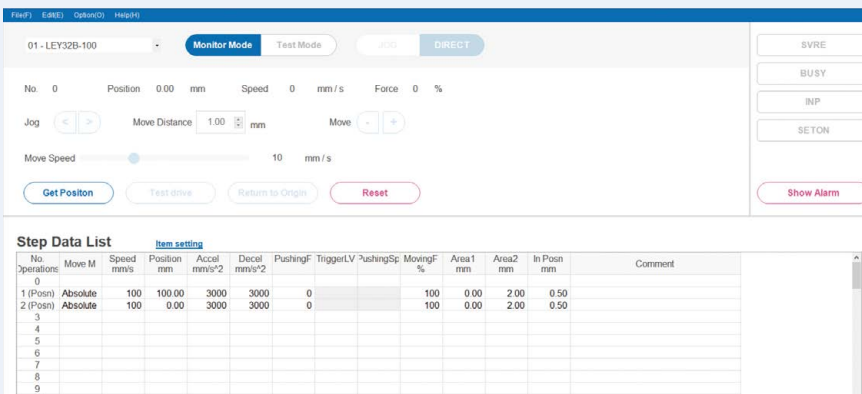 File(F) Edit(E) Option(O) Help(H)
01 - LEY32B-100
Monitor Mode Test Mode JOG DIRECT
SVRE
BUSY
INP
SETON
No. 0 Position 0.00 mm Speed 0 mm / s Force 0 %
Jog < > Move Distance 1.00 mm Move - +
Move Speed 10 mm / s
Get Positon Test drive Return to Origin Reset Show Alarm
Step Data List Item setting
No. Move M Speed Position Accel Decel PushingF TriggerLV PushingSp MovingF Area1 Area2 In Posn Comment
Operations mm/s mm mm/s^2 mm/s^2 % mm mm mm
0
1 (Posn) Absolute 100 100.00 3000 3000 0 100 0.00 2.00 0.50
2 (Posn) Absolute 100 0.00 3000 3000 0 100 0.00 2.00 0.50
3
4
5
6
7
8
9